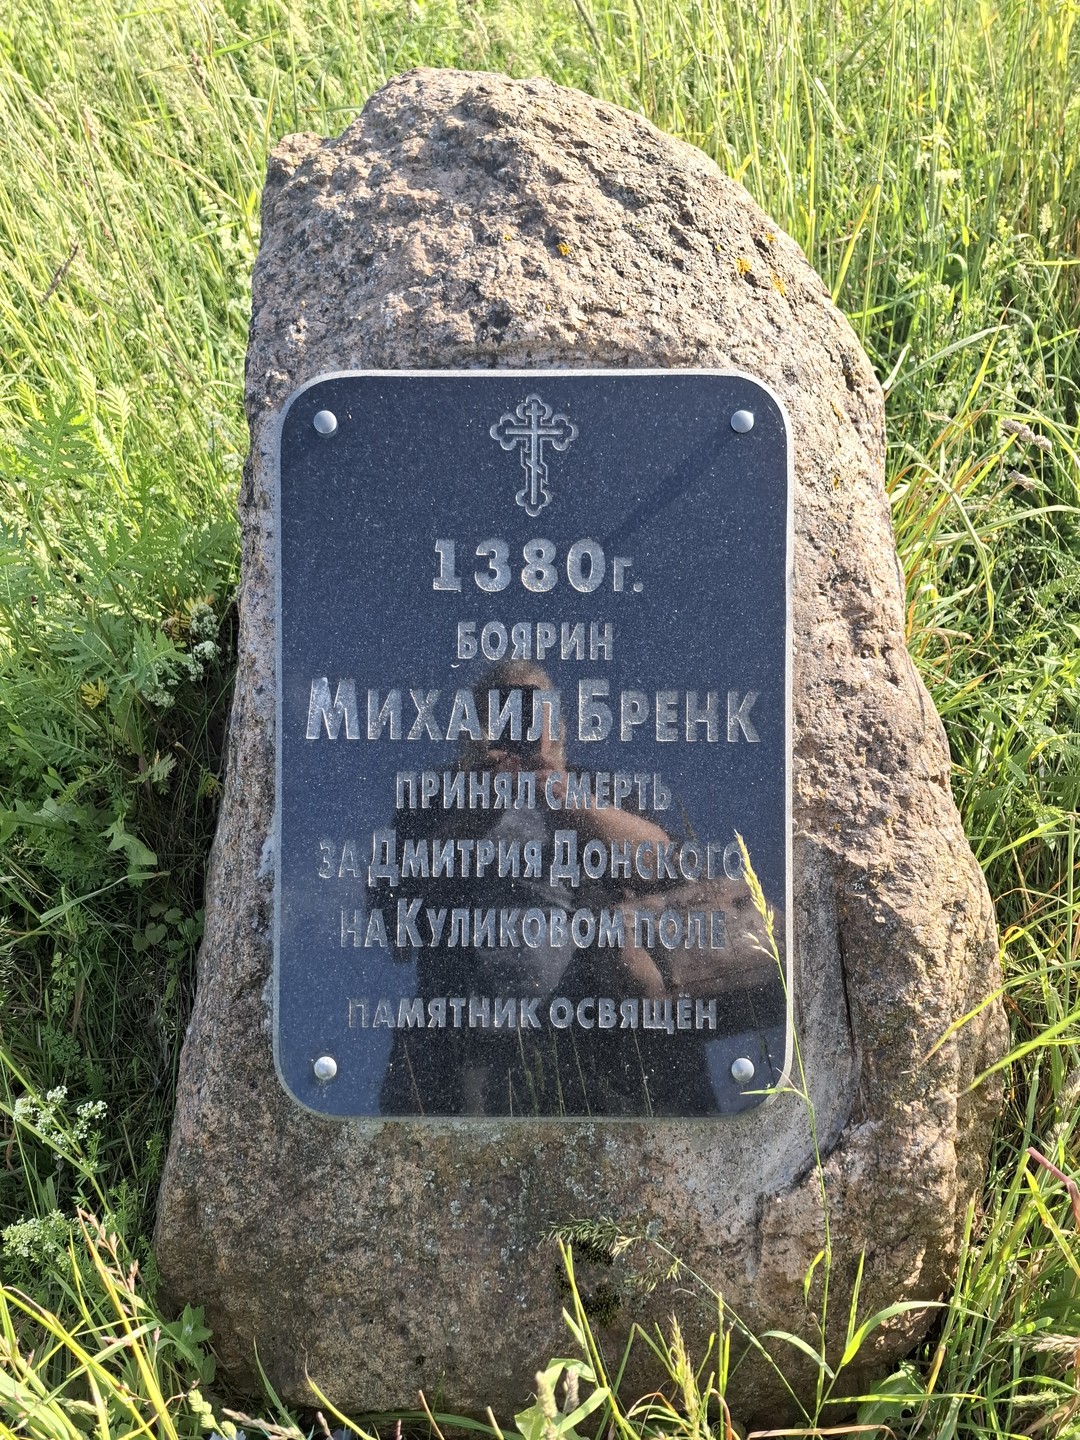 1380г.
БОЯРИН
МИХАИЛ БРЕНК
ПРИНЯЛ СМЕРТЬ
ЗА ДМИТРИЯ ДОНСКОГО
НА КУЛИКОВОМ ПОЛЕ
ПАМЯТНИК ОСВЯЩЁН